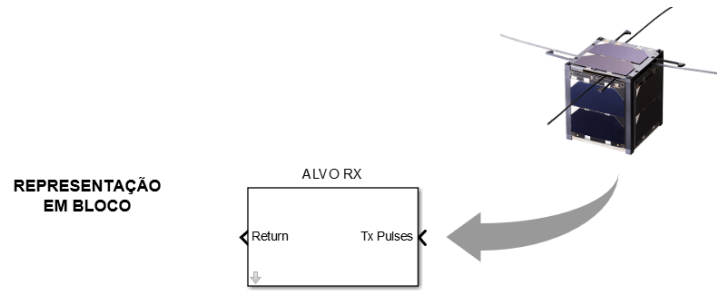 ALVO RX
REPRESENTAÇÃO
EM BLOCO
Return
Tx Pulses